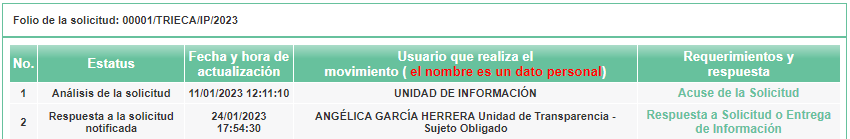 Folio de la solicitud: 00001/TRIECA/IP/2023
No. Estatus Fecha y hora de actualización Usuario que realiza el movimiento ( el nombre es un dato personal) Requerimientos y respuesta
1 Análisis de la solicitud 11/01/2023 12:11:10 UNIDAD DE INFORMACIÓN Acuse de la Solicitud
2 Respuesta a la solicitud notificada 24/01/2023 17:54:30 ANGÉLICA GARCÍA HERRERA Unidad de Transparencia - Sujeto Obligado Respuesta a Solicitud o Entrega de Información